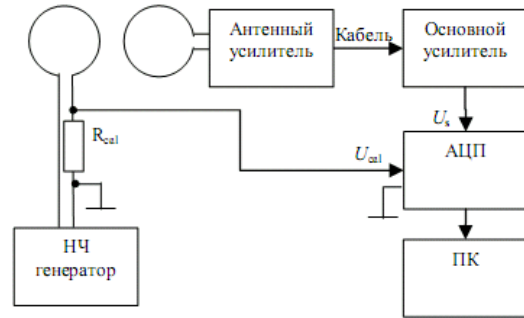 Антенный
усилитель
Кабель
Основной
усилитель
Us
Rcal
Ucal
АЦП
НЧ
генератор
ПК